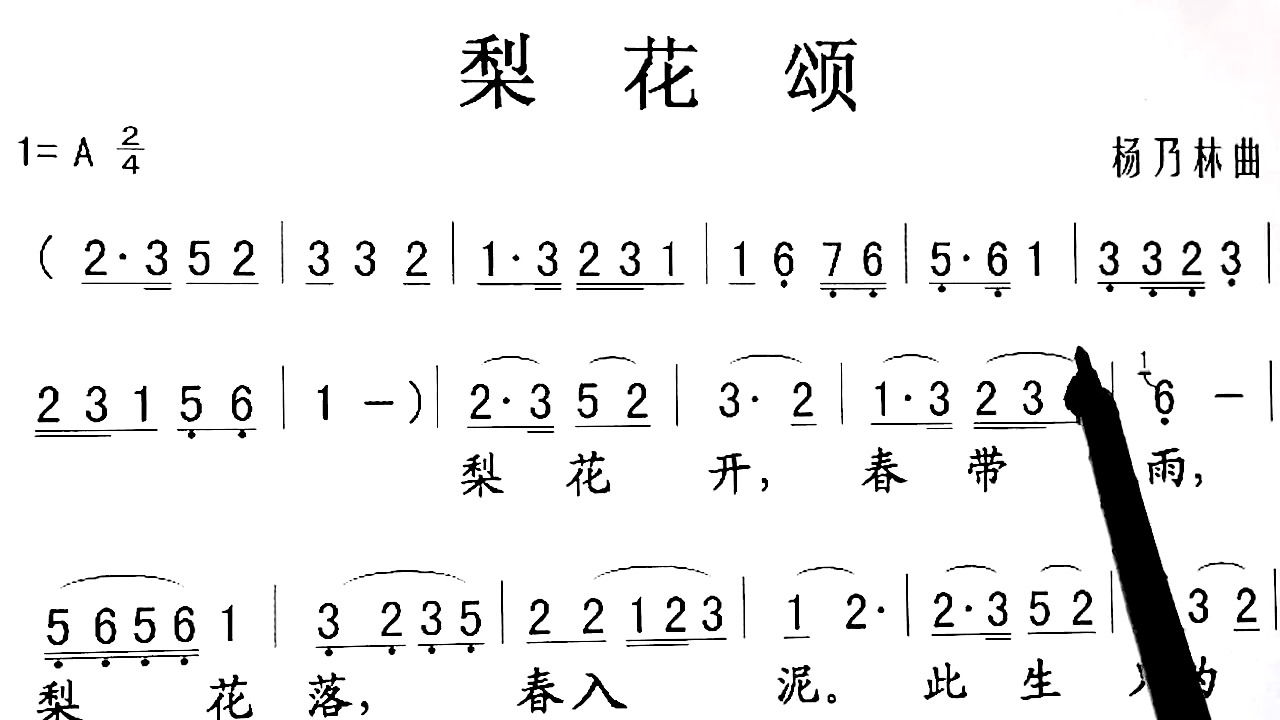 梨 花 颂
1= A 2/4
杨乃林曲
( 2·3 5 2 | 3 3 2 | 1·3 2 3 1 | 1 6 7 6 | 5·6 1 | 3 3 2 3 |
2 3 1 5 6 | 1 — ) | 2·3 5 2 | 3· 2 | 1·3 2 3 | 1 6 — |
梨 花 开, 春 带 雨,
5 6 5 6 1 | 3 2 3 5 | 2 2 1 2 3 | 1 2· | 2·3 5 2 | 3 2 |
梨 花 落, 春 入 泥。 此 生